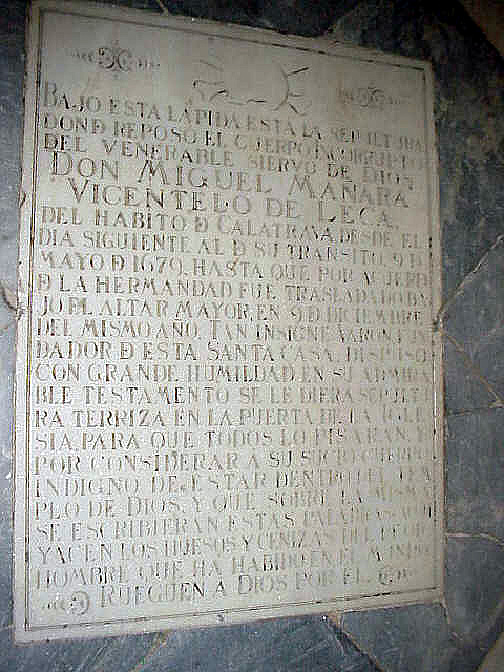 BAJO ESTA LAPIDA ESTA LA SEPULTURA
DOND REPOSO EL CUERPO INCORRUPTO
DEL VENERABLE SIERVO DE DIOS
DON MIGUEL MAÑARA
VICENTELO DE LECA.
DEL HABITO D CALATRAVA, DESDE EL
DIA SIGUIENTE AL D SU TRANSITO, 9 D
MAYO D 1679, HASTA QUE POR ACUERDO
D LA HERMANDAD FUE TRASLADADO BA
JO EL ALTAR MAYOR, EN 9 D DICIEMBRE
DEL MISMO AÑO. TAN INSIGNE VARON, FUN
DADOR D ESTA SANTA CASA, DISPUSO
CON GRANDE HUMILDAD EN SU ADMIRA
BLE TESTAMENTO SE LE DIERA SEPULTU
RA TERRIZA EN LA PUERTA DE LA IGLE
SIA PARA QUE TODOS LO PISARAN, Y
POR CONSIDERAR A SU SUCIO CUERPO
INDIGNO DE ESTAR DENTRO DEL TEM
PLO DE DIOS, Y QUE SOBRE LA MISMA
SE ESCRIBIERAN ESTAS PALABRAS: AQUI
YACEN LOS HUESOS Y CENIZAS DEL PEOR
HOMBRE QUE HA HABIDO EN EL MUNDO
RUEGUEN A DIOS POR EL